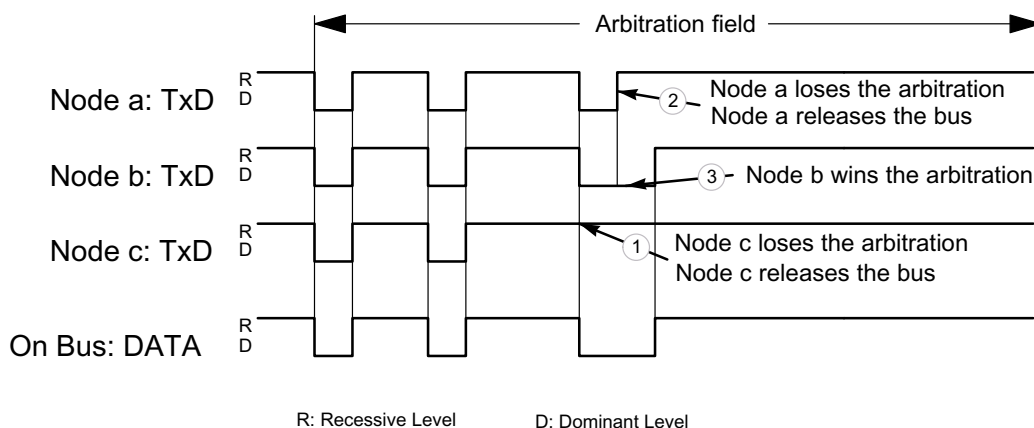 Arbitration field
R
D
Node a: TxD
2
Node a loses the arbitration
Node a releases the bus
R
D
Node b: TxD
3
Node b wins the arbitration
R
D
Node c: TxD
1
Node c loses the arbitration
Node c releases the bus
R
D
On Bus: DATA
R: Recessive Level
D: Dominant Level